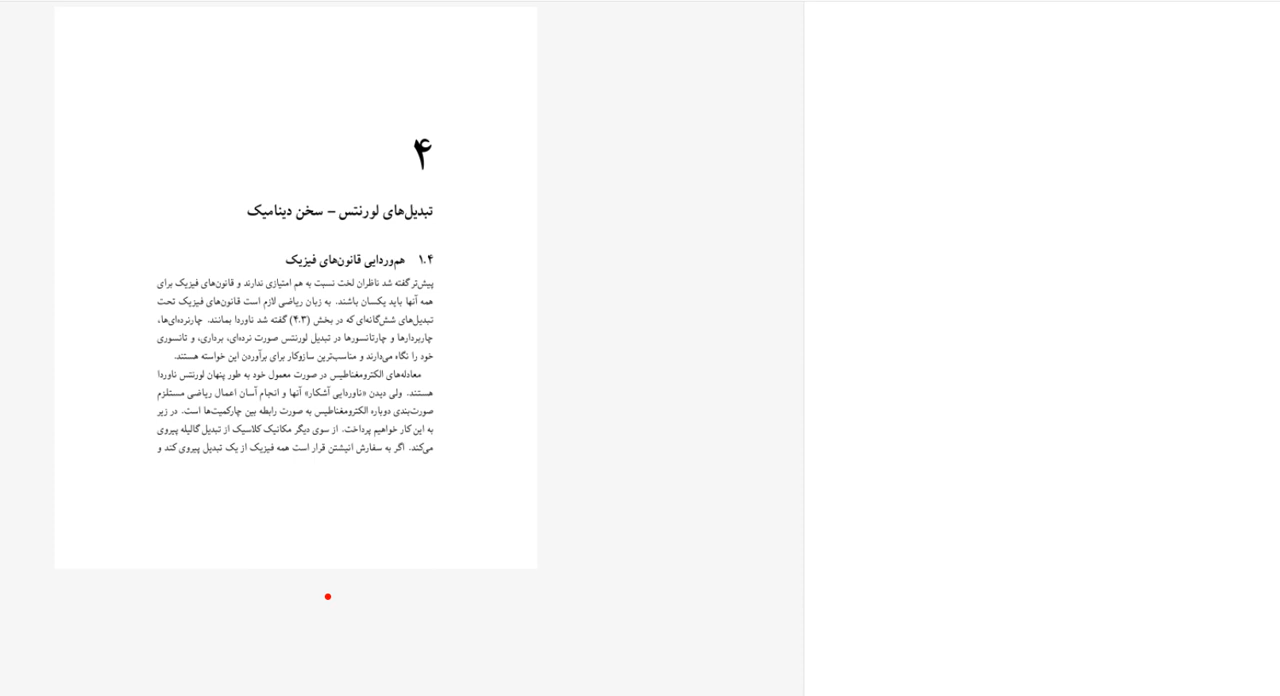 ۴
تبدیل‌های لورنتس – سخن دینامیک
۱.۴ هم‌وردایی قانون‌های فیزیک
پیش‌تر گفته شد ناظران لخت نسبت به هم امتیازی ندارند و قانون‌های فیزیک برای
همه آنها باید یکسان باشند. به زبان ریاضی لازم است قانون‌های فیزیک تحت
تبدیل‌های شش‌گانه‌ای که در بخش (۴.۳) گفته شد ناوردا بمانند. چارنرده‌ای‌ها،
چاربردارها و چارتانسورها در تبدیل لورنتس صورت نرده‌ای، برداری، و تانسوری
خود را نگاه می‌دارند و مناسب‌ترین سازوکار برای برآوردن این خواسته هستند.
معادله‌های الکترومغناطیس در صورت معمول خود به طور پنهان لورنتس ناوردا
هستند. ولی دیدن «ناوردایی آشکار» آنها و انجام آسان اعمال ریاضی مستلزم
صورت‌بندی دوباره الکترومغناطیس به صورت رابطه بین چارکمیت‌ها است. در زیر
به این کار خواهیم پرداخت. از سوی دیگر مکانیک کلاسیک از تبدیل گالیله پیروی
می‌کند. اگر به سفارش انیشتن قرار است همه فیزیک از یک تبدیل پیروی کند و